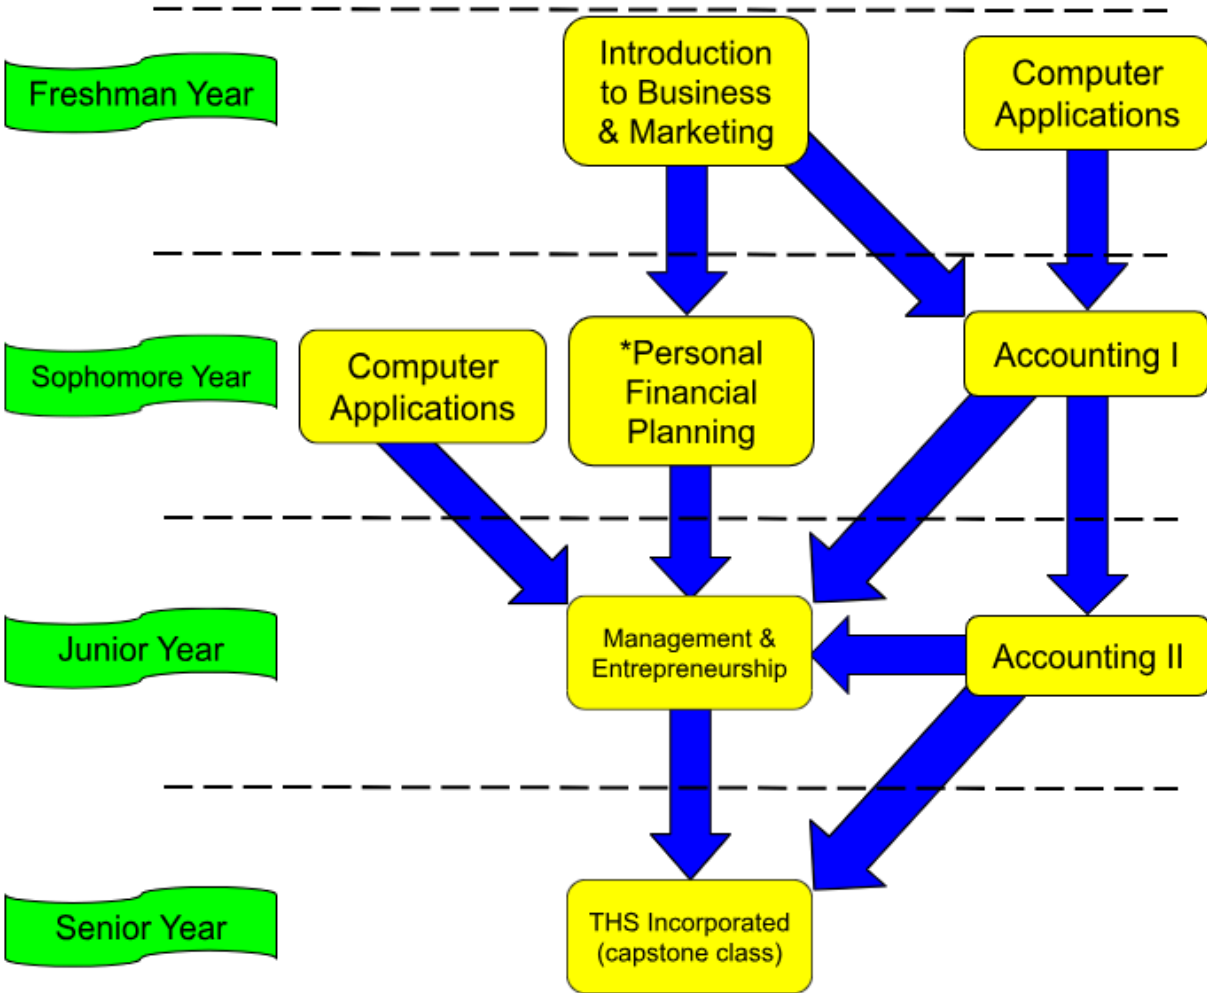 Freshman Year
Introduction
to Business
& Marketing
Computer
Applications
Sophomore Year
Computer
Applications
*Personal
Financial
Planning
Accounting I
Junior Year
Management &
Entrepreneurship
Accounting II
Senior Year
THS Incorporated
(capstone class)